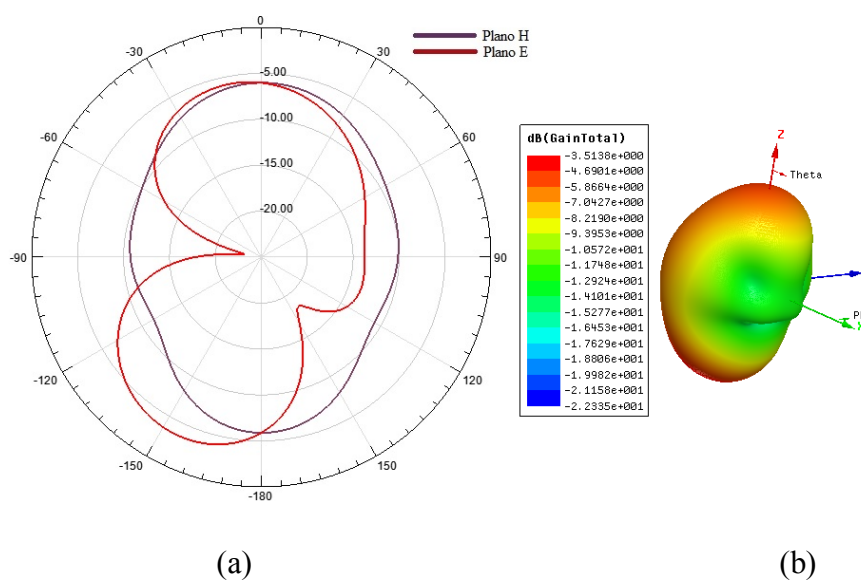 0
Plano H
Plano E
-30
30
-5.00
-10.00
-15.00
-20.00
-60
60
-90
90
-120
120
-150
150
-180
dB(GainTotal)
-3.5138e+000
-4.6901e+000
-5.8664e+000
-7.0427e+000
-8.2190e+000
-9.3953e+000
-1.0572e+001
-1.1748e+001
-1.2924e+001
-1.4101e+001
-1.5277e+001
-1.6453e+001
-1.7629e+001
-1.8806e+001
-1.9982e+001
-2.1158e+001
-2.2335e+001
Z
Theta
X
(a)
(b)